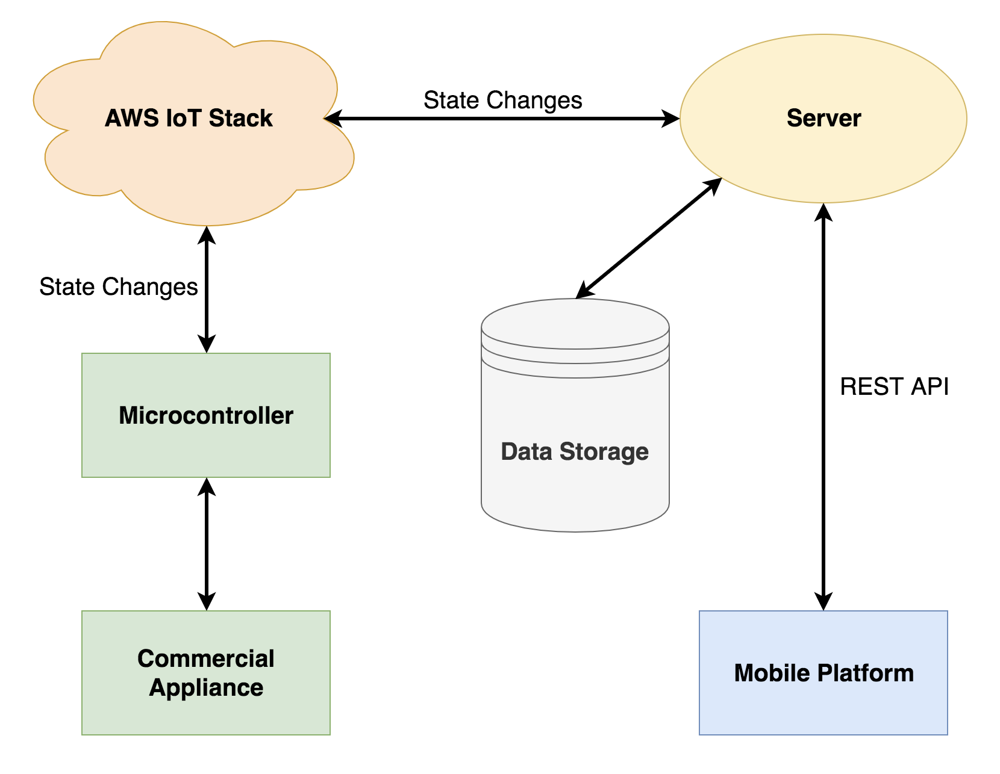 AWS IoT Stack
State Changes
Server
State Changes
REST API
Microcontroller
Data Storage
Commercial
Appliance
Mobile Platform